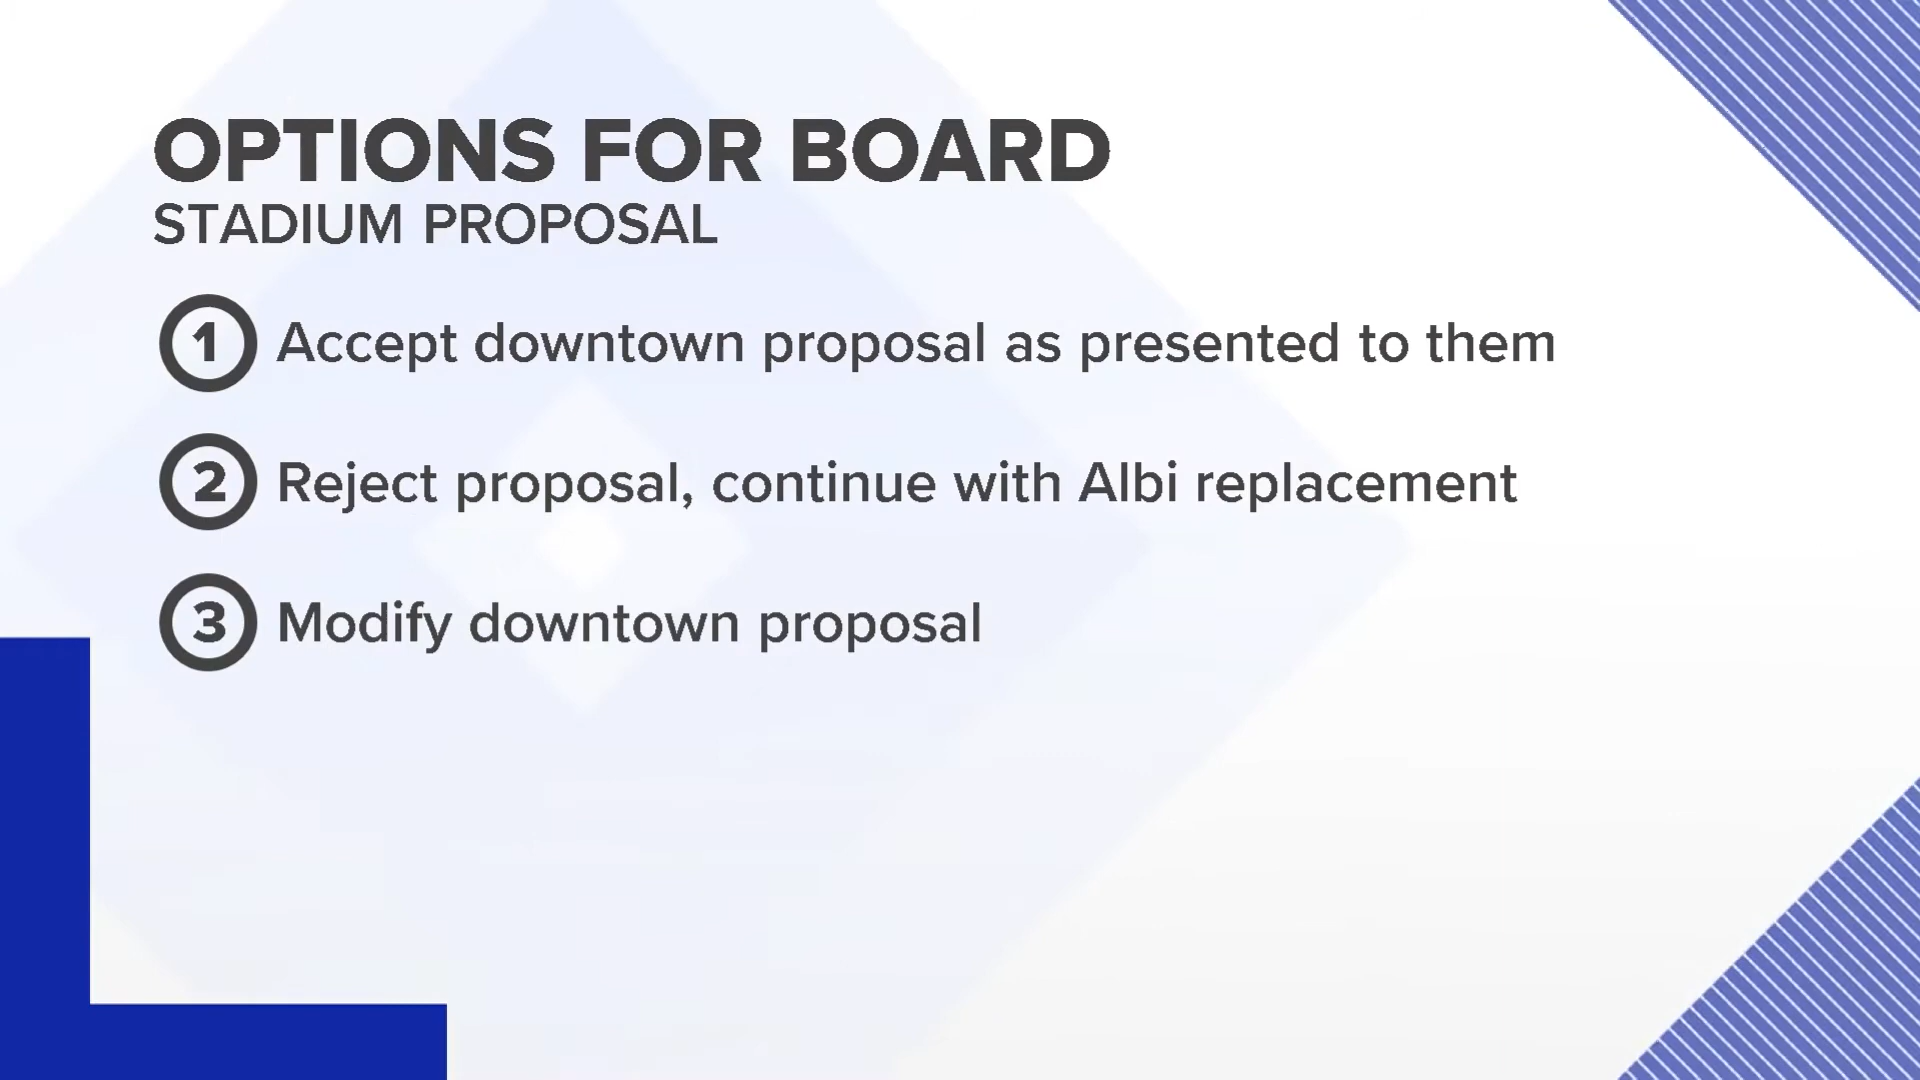 OPTIONS FOR BOARD
STADIUM PROPOSAL
1 Accept downtown proposal as presented to them
2 Reject proposal, continue with Albi replacement
3 Modify downtown proposal